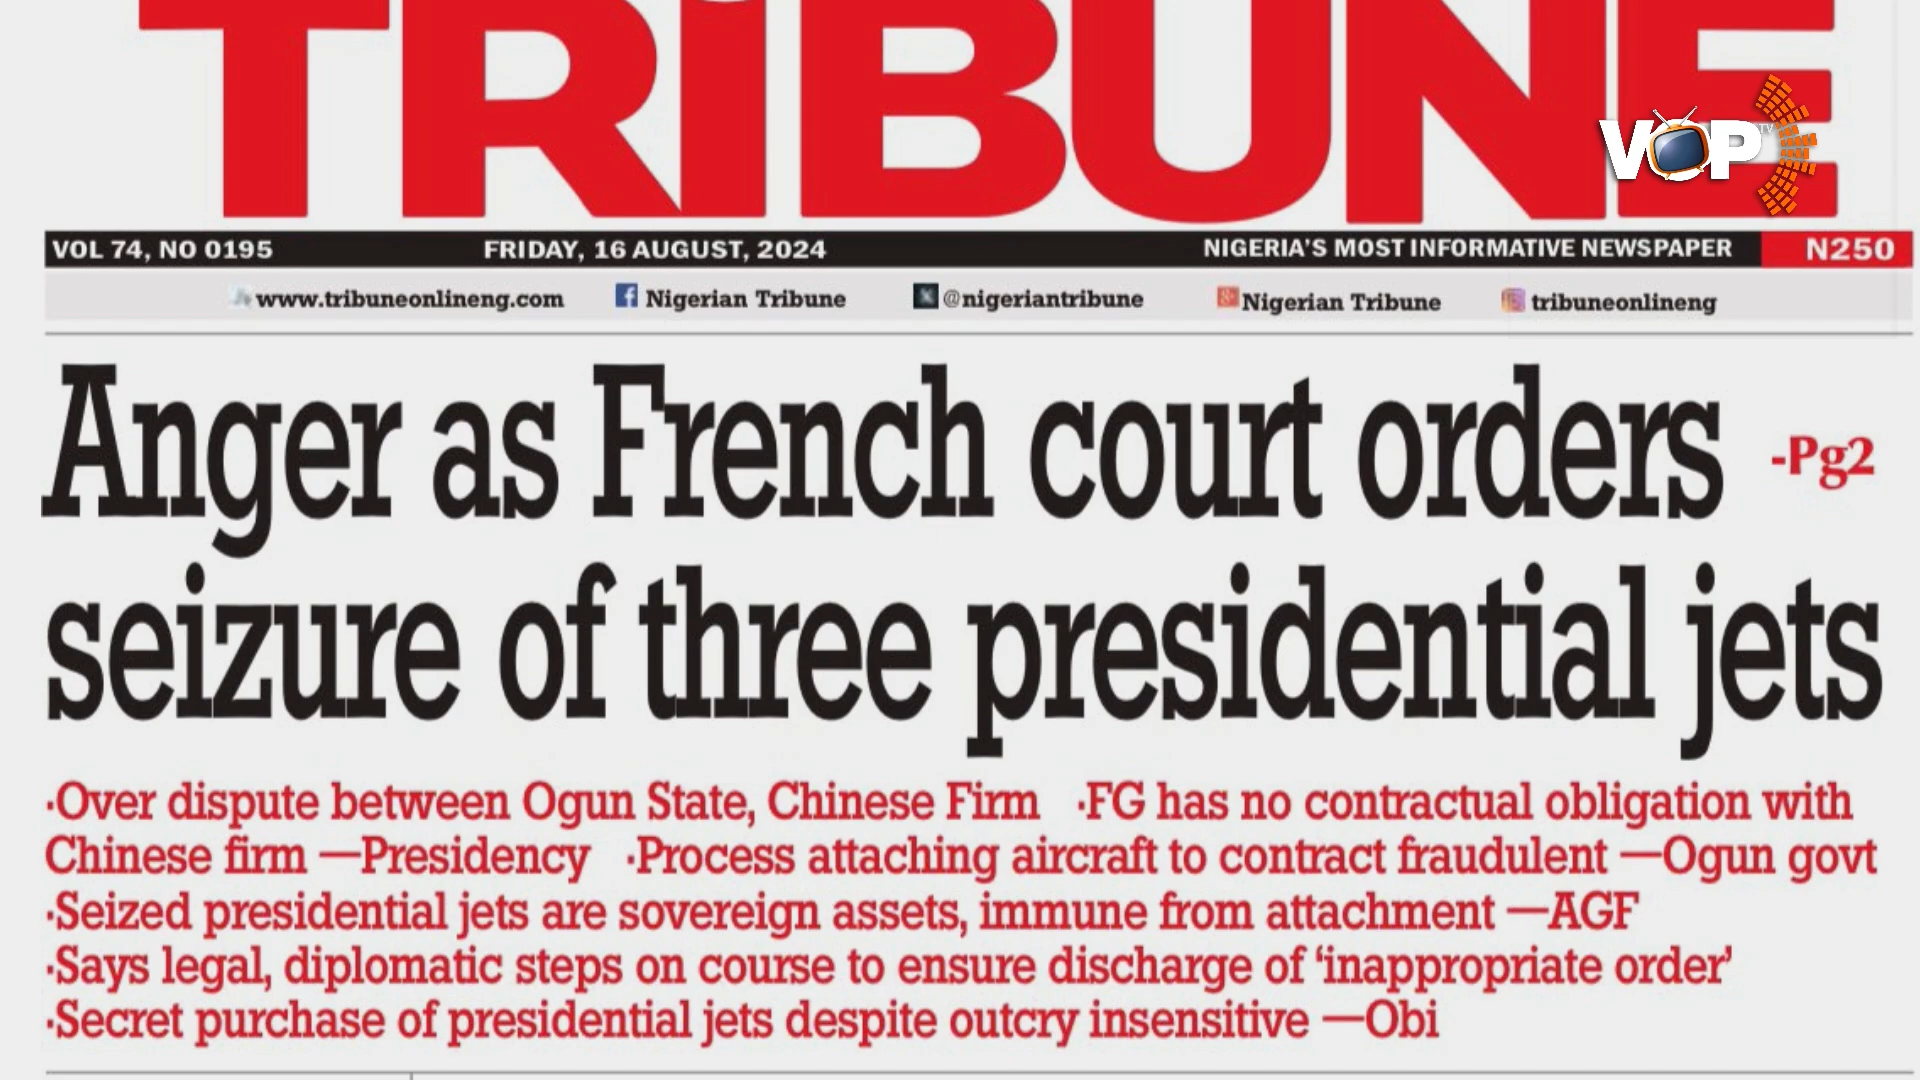 TRiBUNE
VOP TV
VOL 74, NO 0195 FRIDAY, 16 AUGUST, 2024 NIGERIA'S MOST INFORMATIVE NEWSPAPER N250
www.tribuneonlineng.com Nigerian Tribune @nigeriantribune Nigerian Tribune tribuneonlineng
Anger as French court orders -Pg2
seizure of three presidential jets
·Over dispute between Ogun State, Chinese Firm ·FG has no contractual obligation with
Chinese firm —Presidency ·Process attaching aircraft to contract fraudulent —Ogun govt
·Seized presidential jets are sovereign assets, immune from attachment —AGF
·Says legal, diplomatic steps on course to ensure discharge of ‘inappropriate order’
·Secret purchase of presidential jets despite outcry insensitive —Obi